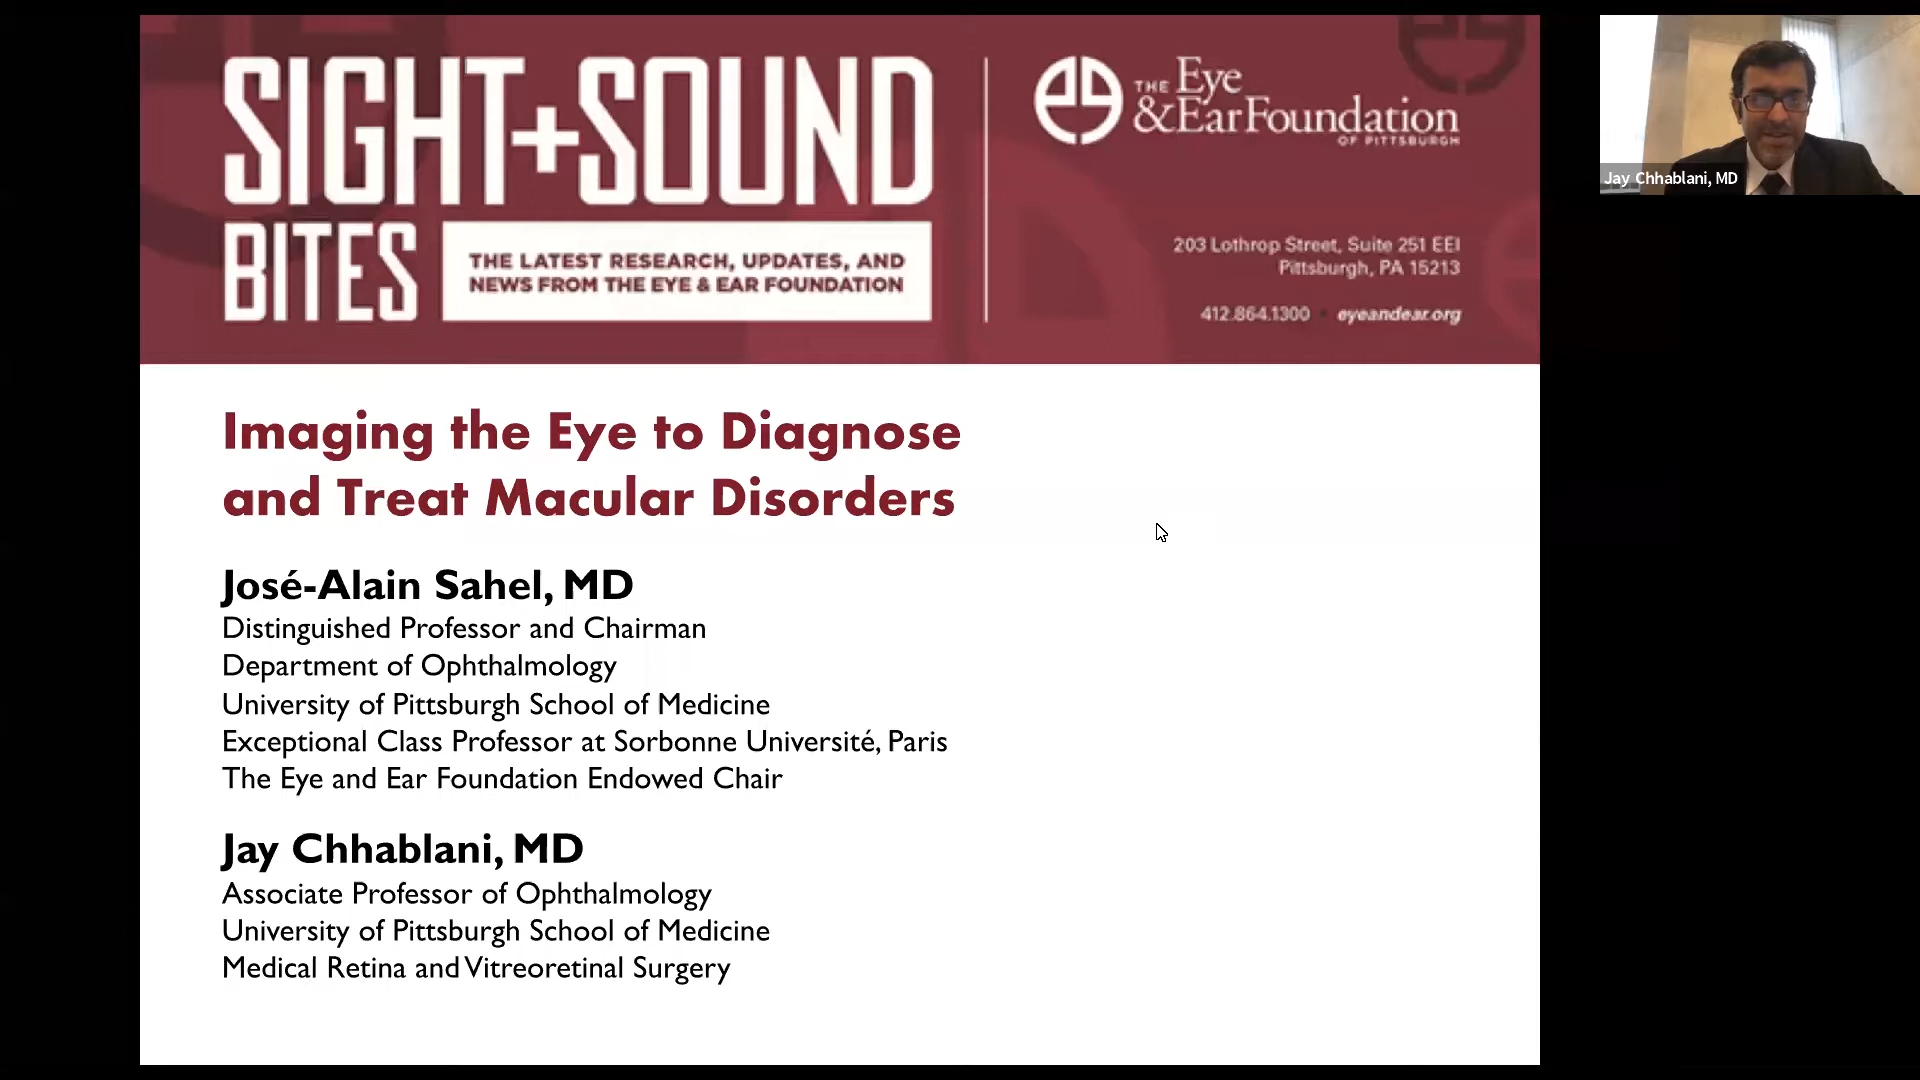 SIGHT+SOUND
BITES
THE LATEST RESEARCH, UPDATES, AND
NEWS FROM THE EYE & EAR FOUNDATION
THE Eye
& Ear Foundation
OF PITTSBURGH
203 Lothrop Street, Suite 251 EEI
Pittsburgh, PA 15213
412.864.1300 • eyeandear.org
Jay Chhablani, MD
Imaging the Eye to Diagnose
and Treat Macular Disorders
José-Alain Sahel, MD
Distinguished Professor and Chairman
Department of Ophthalmology
University of Pittsburgh School of Medicine
Exceptional Class Professor at Sorbonne Université, Paris
The Eye and Ear Foundation Endowed Chair
Jay Chhablani, MD
Associate Professor of Ophthalmology
University of Pittsburgh School of Medicine
Medical Retina and Vitreoretinal Surgery